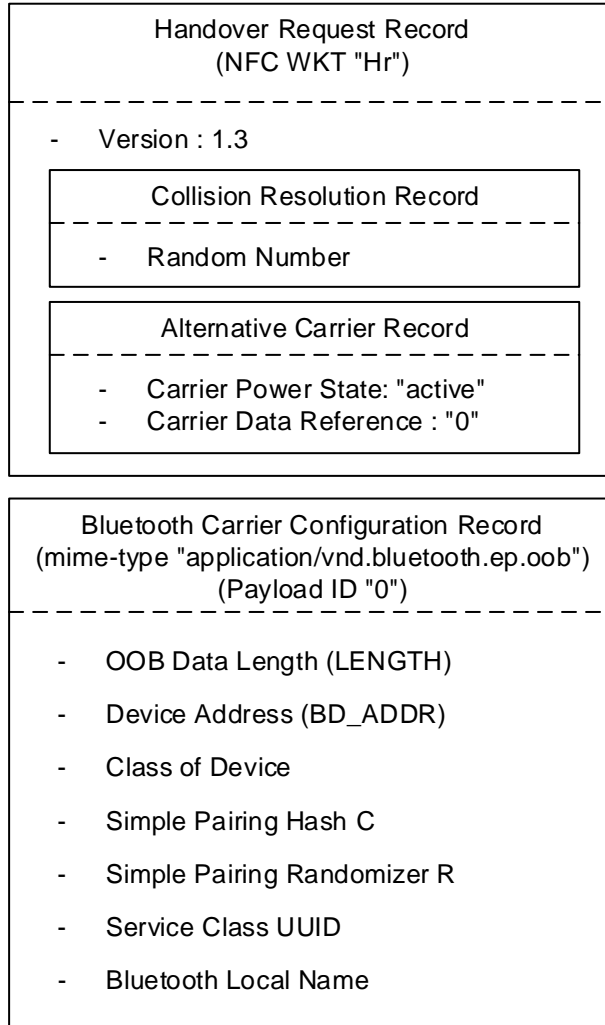 Handover Request Record
(NFC WKT "Hr")
- Version : 1.3
Collision Resolution Record
- Random Number
Alternative Carrier Record
- Carrier Power State: "active"
- Carrier Data Reference : "0"
Bluetooth Carrier Configuration Record
(mime-type "application/vnd.bluetooth.ep.oob")
(Payload ID "0")
- OOB Data Length (LENGTH)
- Device Address (BD_ADDR)
- Class of Device
- Simple Pairing Hash C
- Simple Pairing Randomizer R
- Service Class UUID
- Bluetooth Local Name